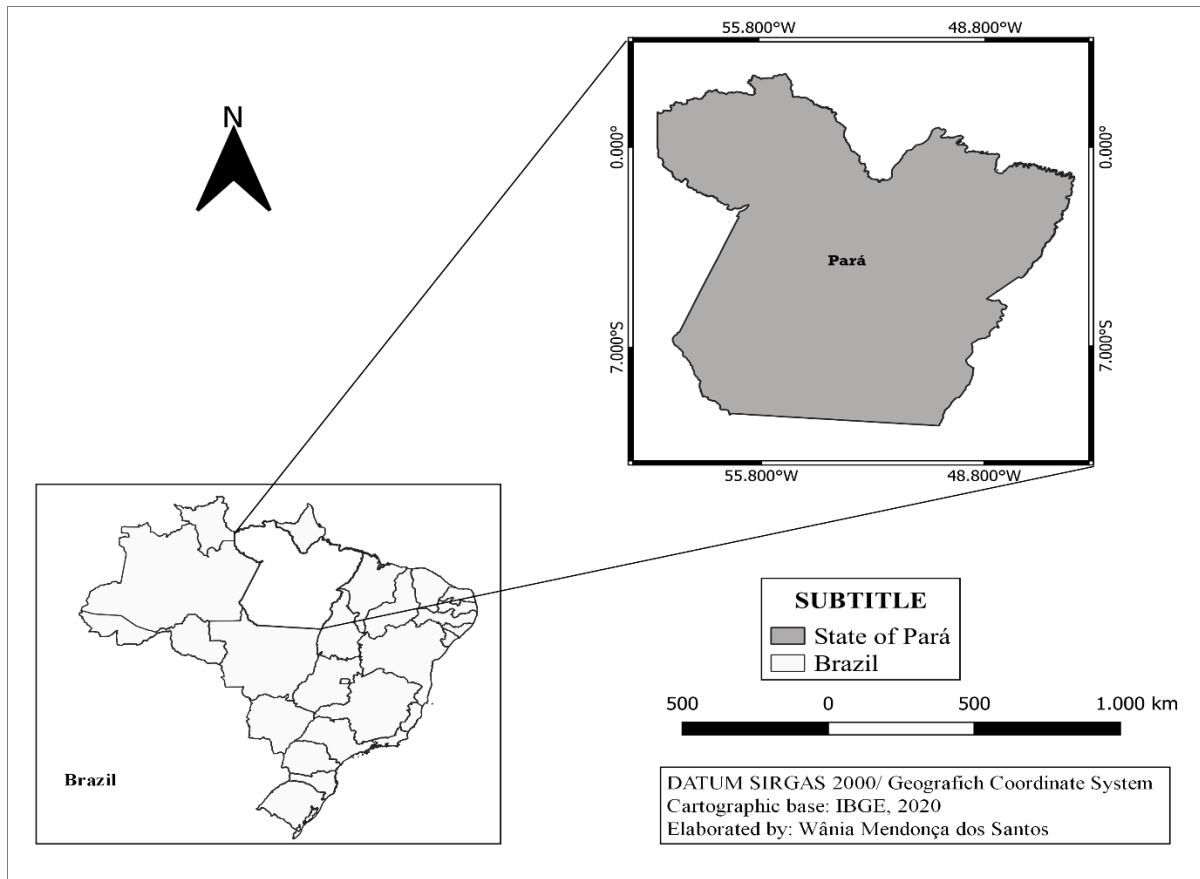 55.800°W 48.800°W
N
0.000°
0.000°
Pará
7.000°S
7.000°S
55.800°W 48.800°W
SUBTITLE
State of Pará
Brazil
500 0 500 1.000 km
Brazil
DATUM SIRGAS 2000/ Geografich Coordinate System
Cartographic base: IBGE, 2020
Elaborated by: Wânia Mendonça dos Santos